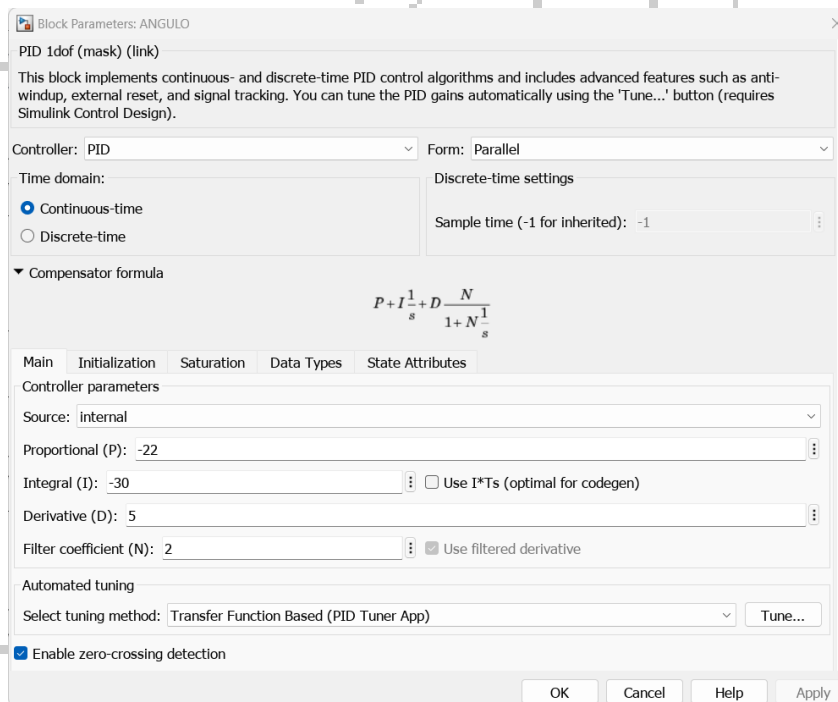 Block Parameters: ANGULO
PID 1dof (mask) (link)
This block implements continuous- and discrete-time PID control algorithms and includes advanced features such as anti-
windup, external reset, and signal tracking. You can tune the PID gains automatically using the 'Tune...' button (requires
Simulink Control Design).
Controller: PID Form: Parallel
Time domain: Discrete-time settings
Continuous-time
Sample time (-1 for inherited): -1
Discrete-time
Compensator formula
P + I 1/s + D N/(1 + N 1/s)
Main Initialization Saturation Data Types State Attributes
Controller parameters
Source: internal
Proportional (P): -22
Integral (I): -30 Use I*Ts (optimal for codegen)
Derivative (D): 5
Filter coefficient (N): 2 Use filtered derivative
Automated tuning
Select tuning method: Transfer Function Based (PID Tuner App) Tune...
Enable zero-crossing detection
OK Cancel Help Apply